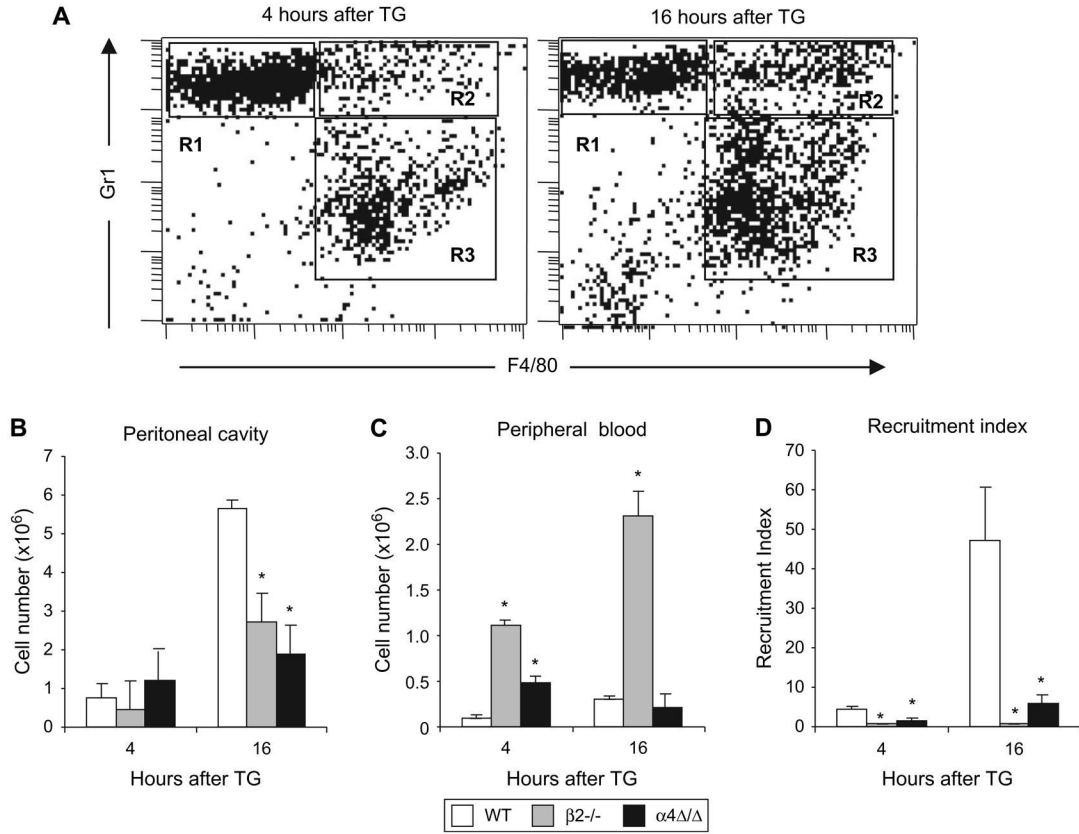 A
4 hours after TG
16 hours after TG
Gr1
R1
R2
R3
R1
R2
R3
F4/80
B
Peritoneal cavity
Cell number (x10⁶)
7
6
5
4
3
2
1
0
4
16
Hours after TG
C
Peripheral blood
Cell number (x10⁶)
3.0
2.5
2.0
1.5
1.0
0.5
0
4
16
Hours after TG
* * *
D
Recruitment index
Recruitment Index
70
60
50
40
30
20
10
0
4
16
Hours after TG
WT β2-/- α4Δ/Δ